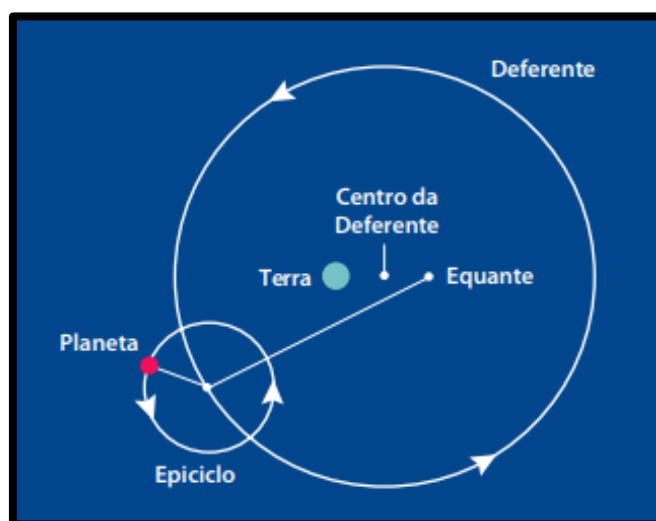 Deferente
Centro da
Deferente
Terra
Equante
Planeta
Epiciclo